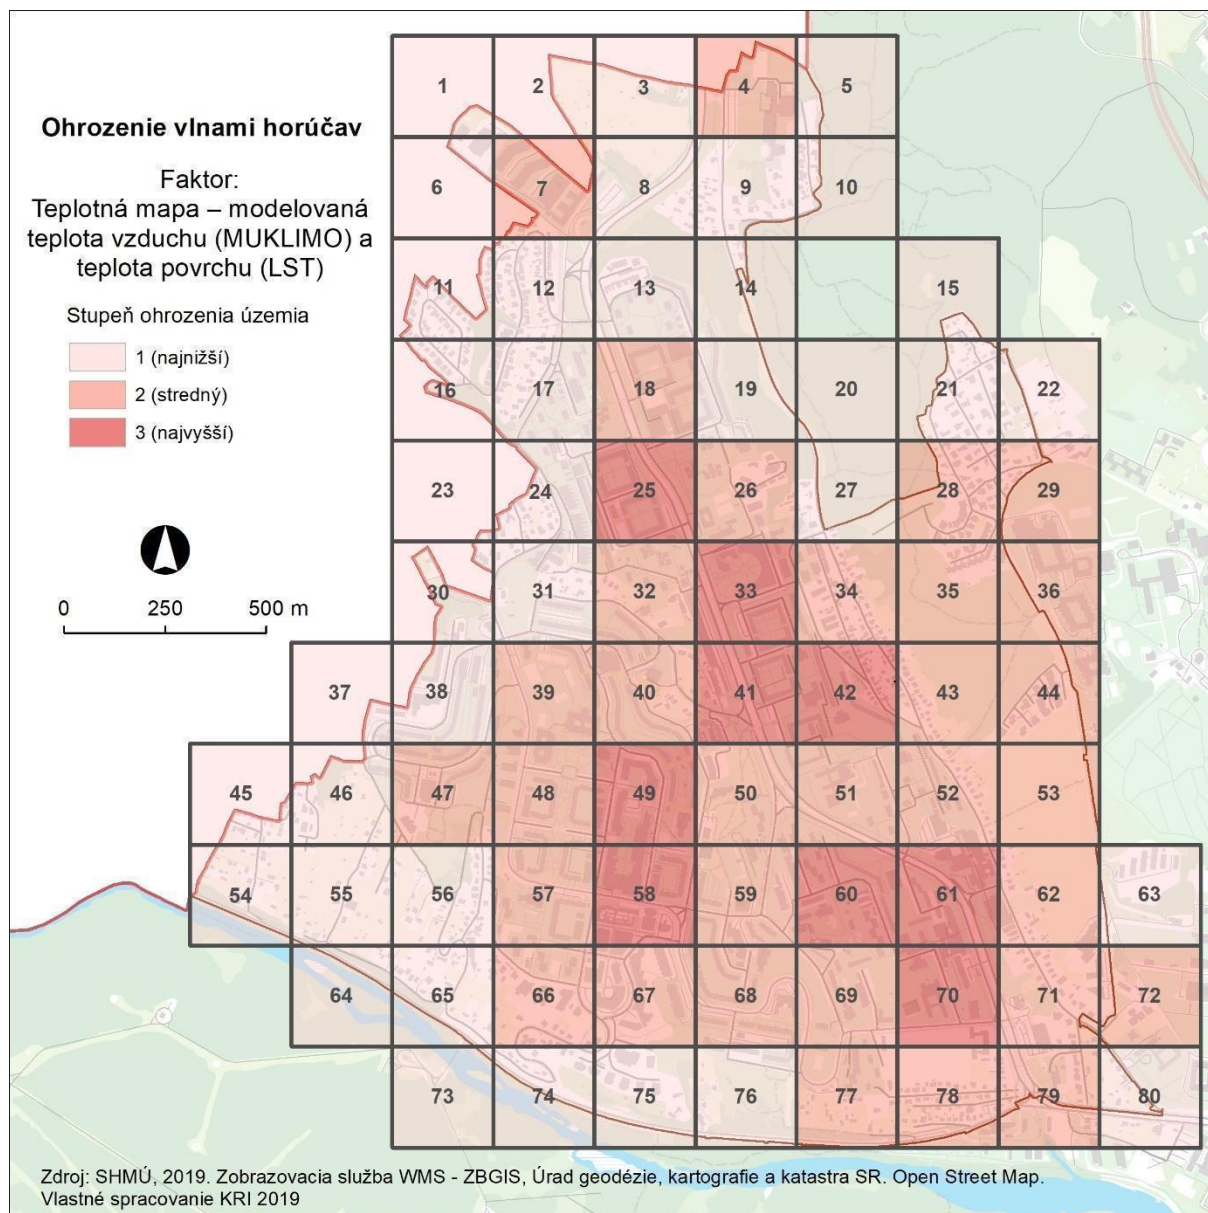 Ohrozenie vlnami horúčav
Faktor:
Teplotná mapa – modelovaná
teplota vzduchu (MUKLIMO) a
teplota povrchu (LST)
Stupeň ohrozenia územia
1 (najnižší)
2 (stredný)
3 (najvyšší)
0 250 500 m
1 2 3 4 5
6 7 8 9 10
11 12 13 14 15
16 17 18 19 20 21 22
23 24 25 26 27 28 29
30 31 32 33 34 35 36
37 38 39 40 41 42 43 44
45 46 47 48 49 50 51 52 53
54 55 56 57 58 59 60 61 62 63
64 65 66 67 68 69 70 71 72
73 74 75 76 77 78 79 80
Zdroj: SHMÚ, 2019. Zobrazovacia služba WMS - ZBGIS, Úrad geodézie, kartografie a katastra SR. Open Street Map.
Vlastné spracovanie KRI 2019